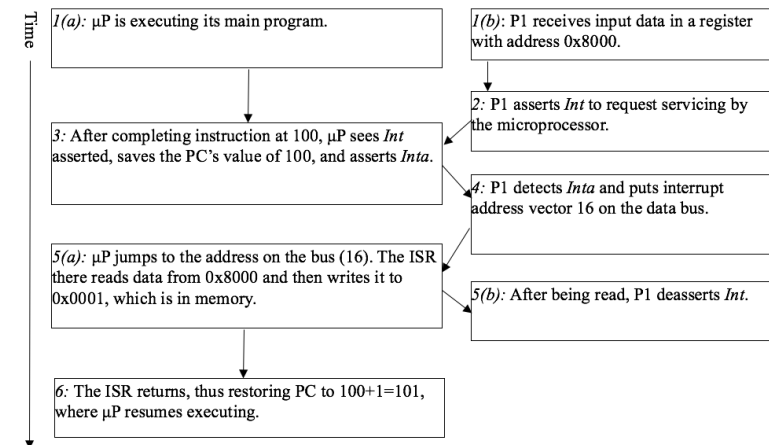 Time
1(a): μP is executing its main program.
1(b): P1 receives input data in a register
with address 0x8000.
2: P1 asserts Int to request servicing by
the microprocessor.
3: After completing instruction at 100, μP sees Int
asserted, saves the PC’s value of 100, and asserts Inta.
4: P1 detects Inta and puts interrupt
address vector 16 on the data bus.
5(a): μP jumps to the address on the bus (16). The ISR
there reads data from 0x8000 and then writes it to
0x0001, which is in memory.
5(b): After being read, P1 deasserts Int.
6: The ISR returns, thus restoring PC to 100+1=101,
where μP resumes executing.